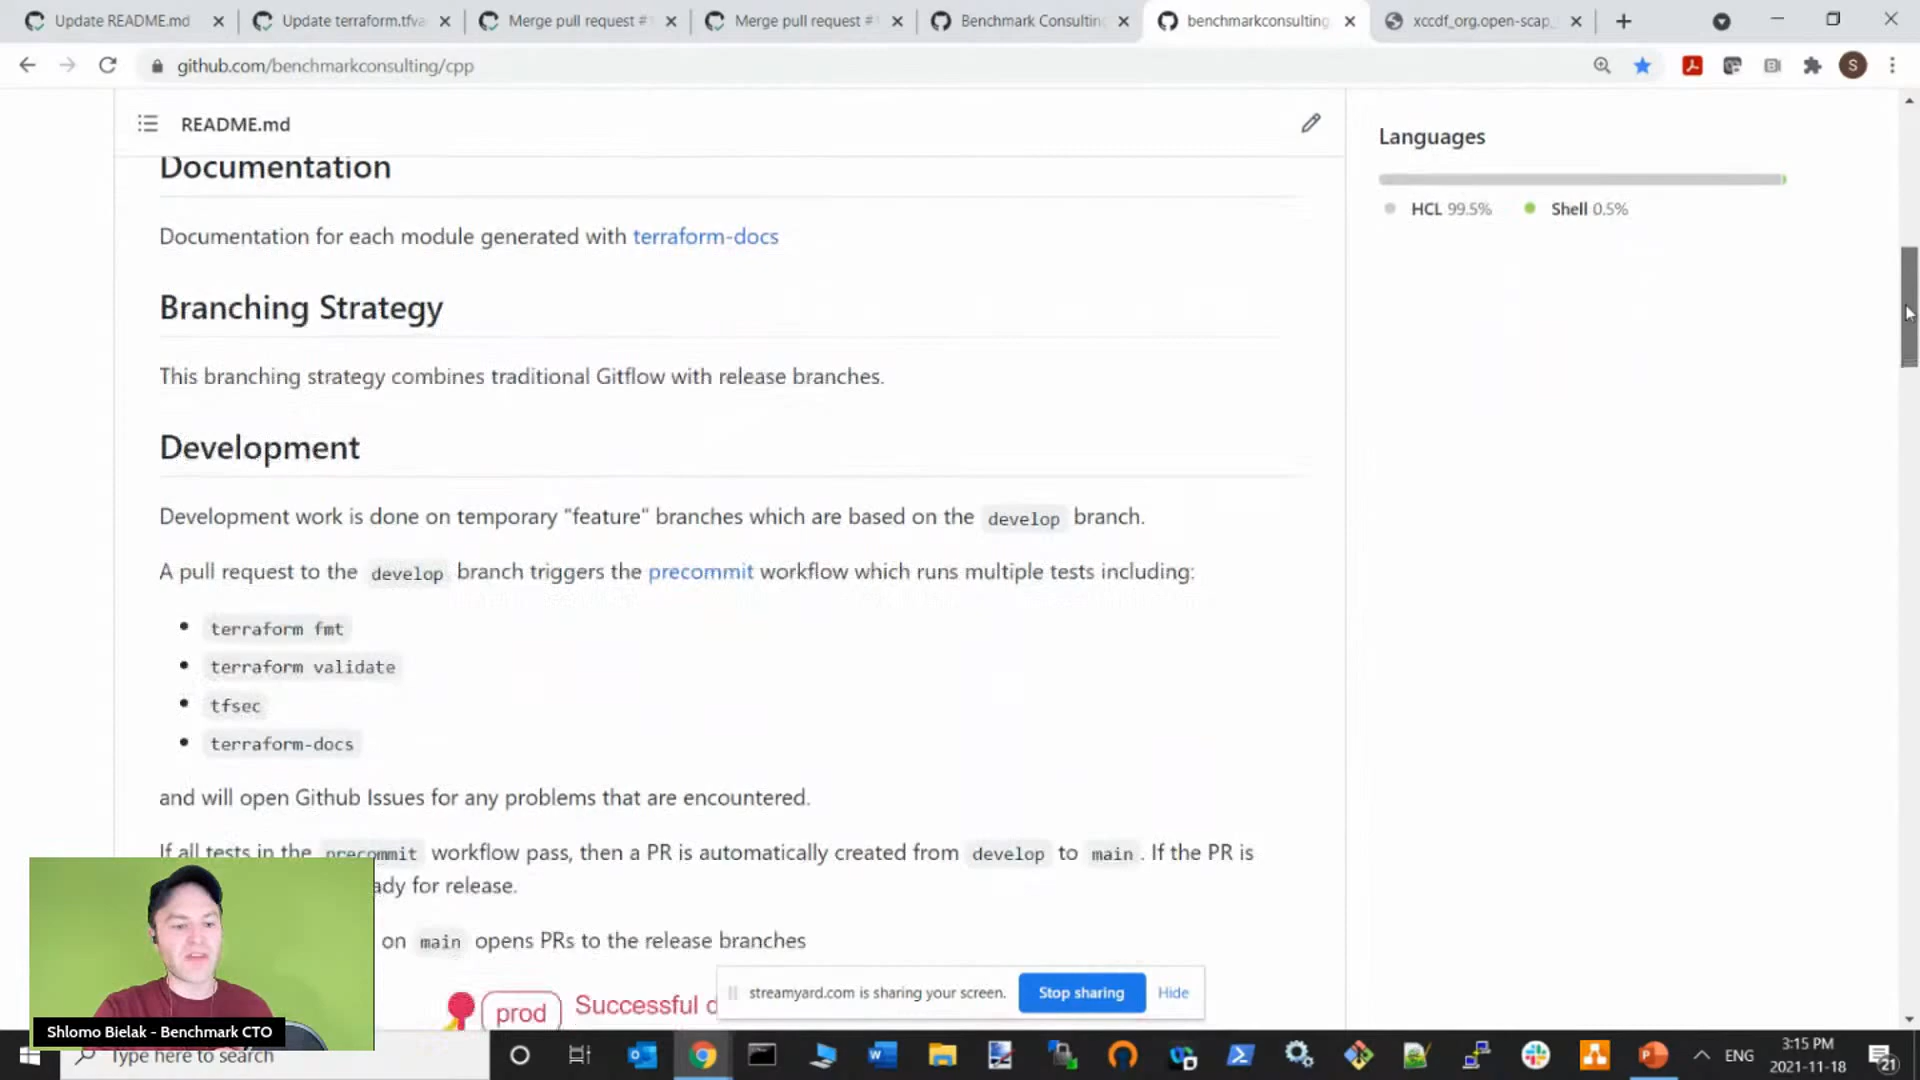 Update README.md
Update terraform.tfva
Merge pull request #
Merge pull request #
Benchmark Consultin
benchmarkconsulting
xccdf_org.open-scap_
github.com/benchmarkconsulting/cpp
S
README.md
Languages
HCL 99.5% Shell 0.5%
Documentation
Documentation for each module generated with terraform-docs
Branching Strategy
This branching strategy combines traditional Gitflow with release branches.
Development
Development work is done on temporary "feature" branches which are based on the develop branch.
A pull request to the develop branch triggers the precommit workflow which runs multiple tests including:
terraform fmt
terraform validate
tfsec
terraform-docs
and will open Github Issues for any problems that are encountered.
If all tests in the precommit workflow pass, then a PR is automatically created from develop to main . If the PR is
ady for release.
on main opens PRs to the release branches
prod Successful d
streamyard.com is sharing your screen. Stop sharing Hide
Shlomo Bielak - Benchmark CTO
Type here to search
ENG
3:15 PM
2021-11-18
21